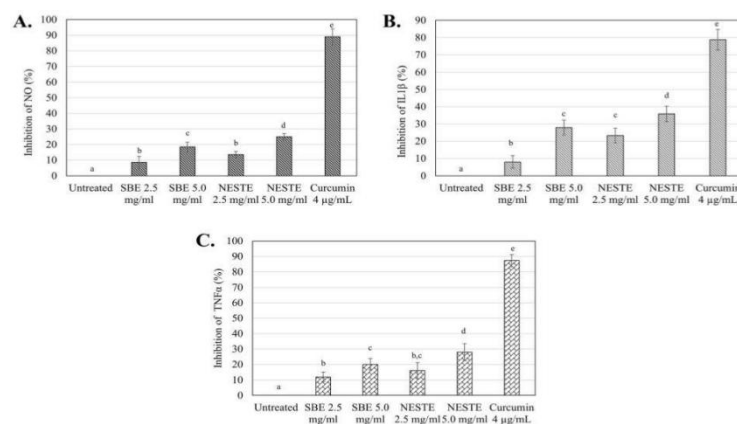 A.
Inhibition of NO (%)
90
80
70
60
50
40
30
20
10
0
a
b
c
b
d
e
Untreated SBE 2.5 SBE 5.0 NESTE NESTE Curcumin
mg/ml mg/ml 2.5 mg/ml 5.0 mg/ml 4 µg/mL
B.
Inhibition of IL1β (%)
90
80
70
60
50
40
30
20
10
0
a
b
c
c
d
e
Untreated SBE 2.5 SBE 5.0 NESTE NESTE Curcumin
mg/ml mg/ml 2.5 mg/ml 5.0 mg/ml 4 µg/mL
C.
Inhibition of TNFα (%)
100
90
80
70
60
50
40
30
20
10
0
a
b
c
b,c
d
e
Untreated SBE 2.5 SBE 5.0 NESTE NESTE Curcumin
mg/ml mg/ml 2.5 mg/ml 5.0 mg/ml 4 µg/mL